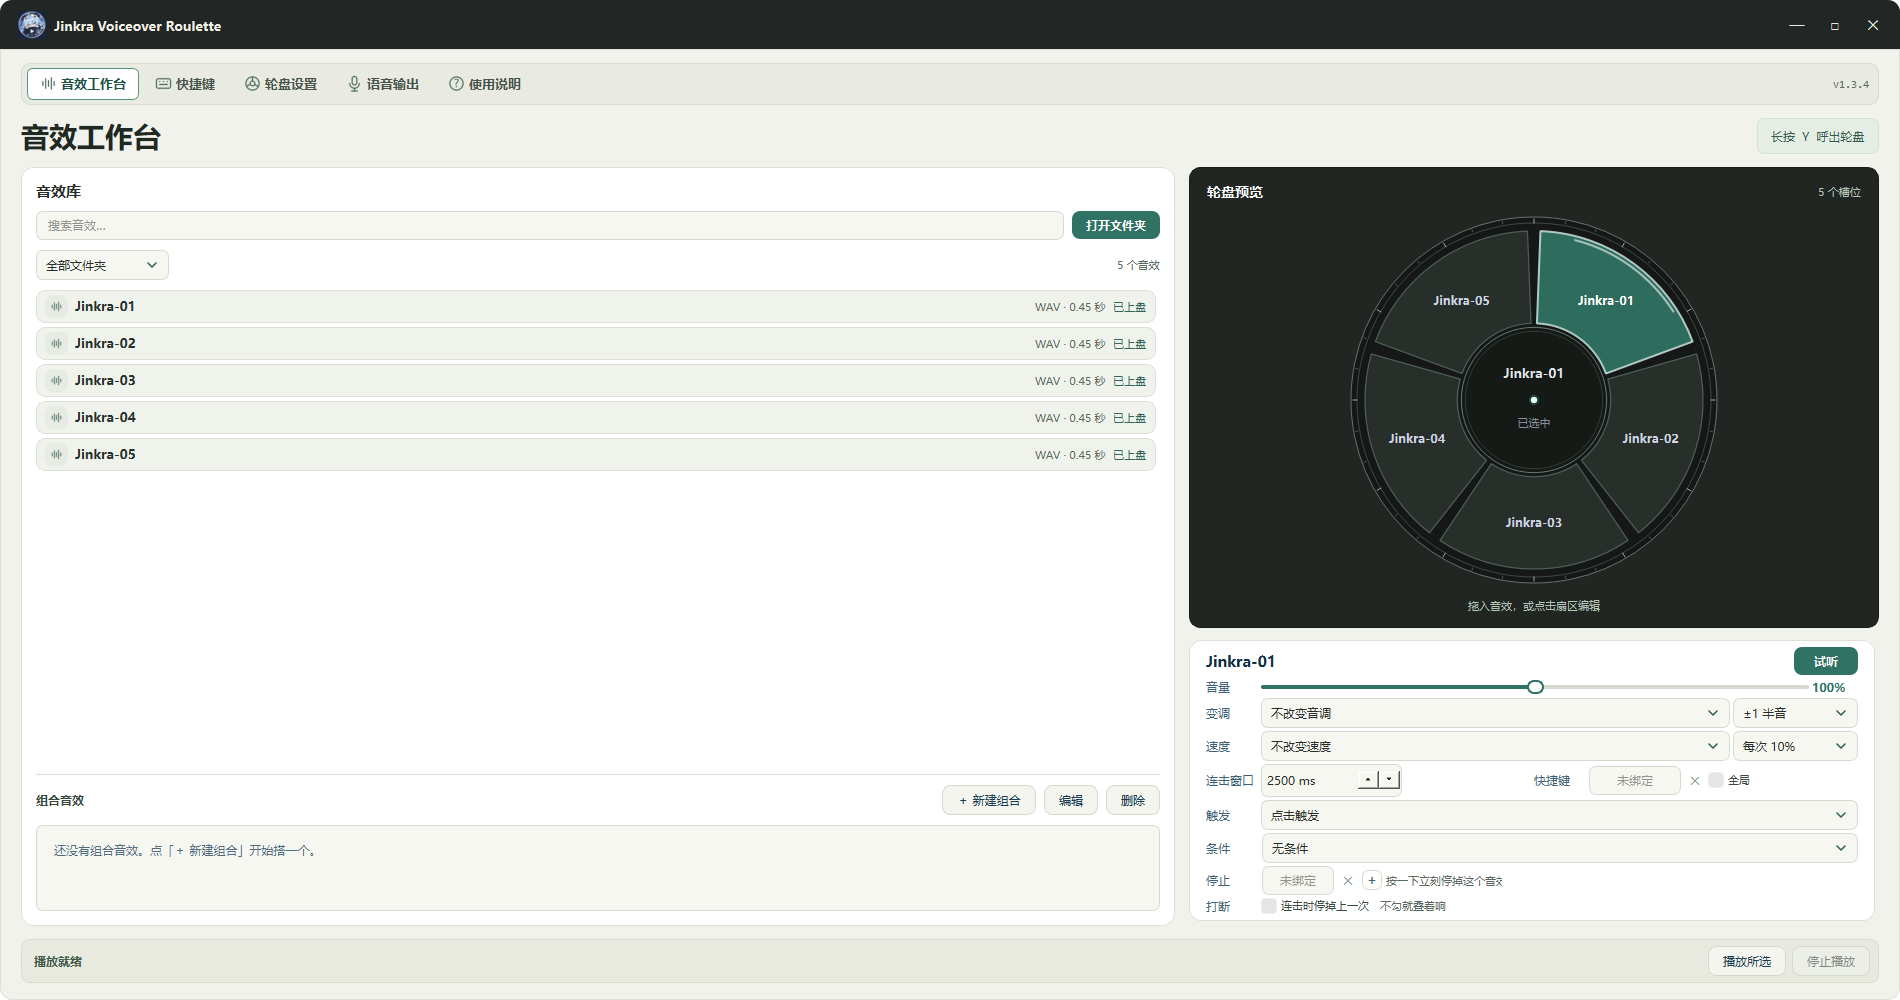 Jinkra Voiceover Roulette
音效工作台
快捷键
轮盘设置
语音输出
使用说明
v1.3.4
音效工作台
长按 Y 呼出轮盘
音效库
搜索音效...
打开文件夹
全部文件夹
5 个音效
Jinkra-01
WAV · 0.45 秒 已上盘
Jinkra-02
WAV · 0.45 秒 已上盘
Jinkra-03
WAV · 0.45 秒 已上盘
Jinkra-04
WAV · 0.45 秒 已上盘
Jinkra-05
WAV · 0.45 秒 已上盘
组合音效
+ 新建组合
编辑
删除
还没有组合音效。点「+ 新建组合」开始搭一个。
轮盘预览
5 个槽位
Jinkra-05
Jinkra-01
Jinkra-01
已选中
Jinkra-04
Jinkra-02
Jinkra-03
拖入音效，或点击扇区编辑
Jinkra-01
试听
音量
100%
变调
不改变音调
±1 半音
速度
不改变速度
每次 10%
连击窗口
2500 ms
快捷键
未绑定
全局
触发
点击触发
条件
无条件
停止
未绑定
+
按一下立刻停掉这个音效
打断
连击时停掉上一次
不勾就叠着响
播放就绪
播放所选
停止播放